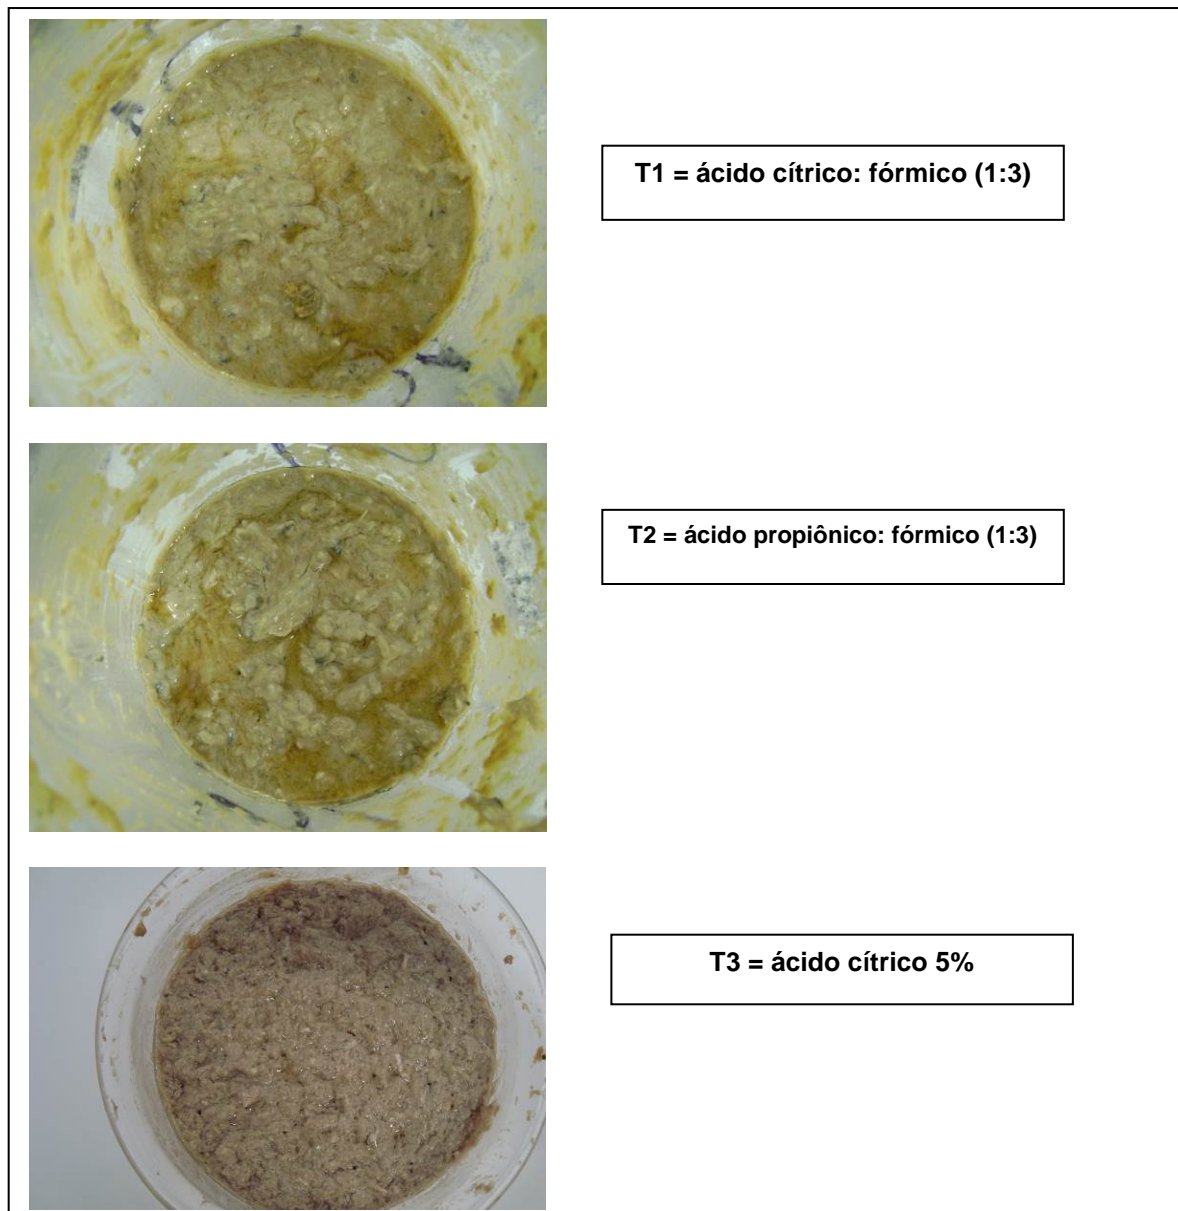 T1 = ácido cítrico: fórmico (1:3)
T2 = ácido propiônico: fórmico (1:3)
T3 = ácido cítrico 5%